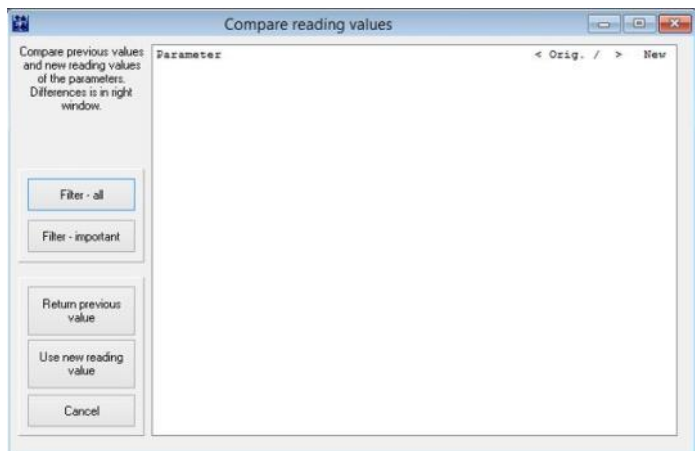 Compare reading values
Compare previous values
and new reading values
of the parameters.
Differences is in right
window.
Parameter < Orig. / > New
Filter - all
Filter - important
Return previous
value
Use new reading
value
Cancel